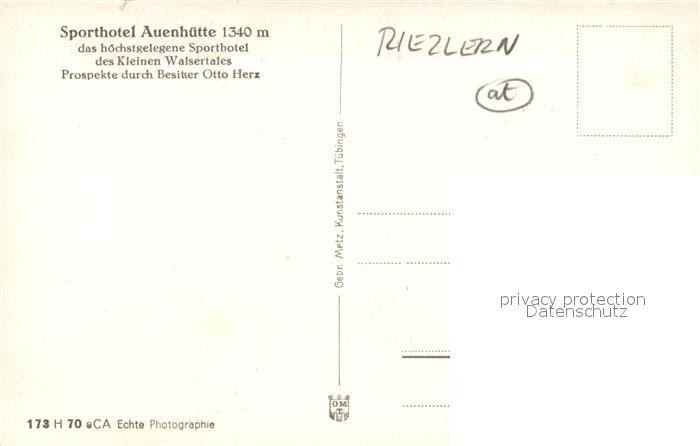 Sporthotel Auenhütte 1340 m
das höchstgelegene Sporthotel
des Kleinen Walsertales
Prospekte durch Besitzer Otto Herz
RIEZLERN
at
Gebr. Metz, Kunstanstalt, Tübingen
privacy protection
Datenschutz
GM
T
173 H 70 eCA Echte Photographie